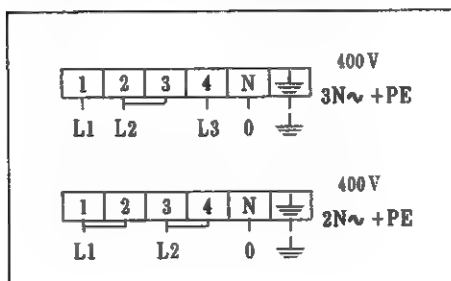 400 V
1 2 3 4 N
3N~ +PE
L1 L2 L3 0
400 V
1 2 3 4 N
2N~ +PE
L1 L2 0